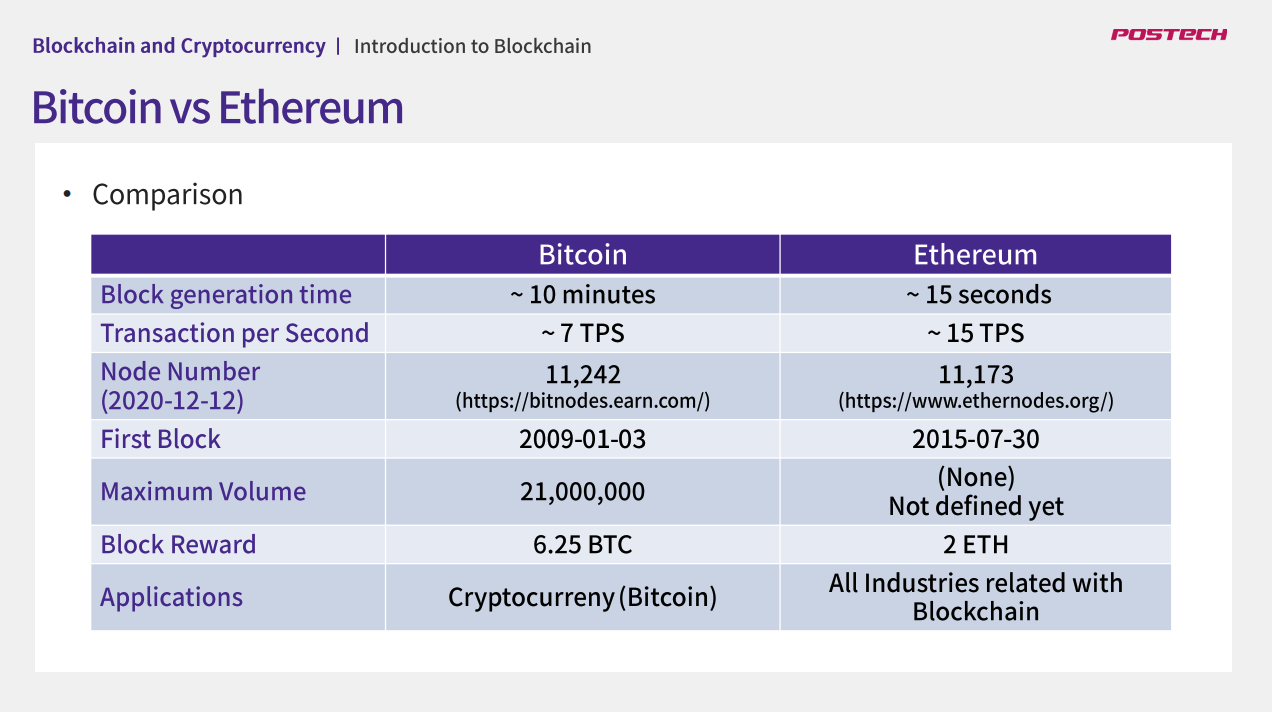 Blockchain and Cryptocurrency | Introduction to Blockchain
POSTECH
Bitcoin vs Ethereum
• Comparison
Bitcoin Ethereum
Block generation time ~ 10 minutes ~ 15 seconds
Transaction per Second ~ 7 TPS ~ 15 TPS
Node Number
(2020-12-12)
11,242
(https://bitnodes.earn.com/)
11,173
(https://www.ethernodes.org/)
First Block 2009-01-03 2015-07-30
Maximum Volume 21,000,000
(None)
Not defined yet
Block Reward 6.25 BTC 2 ETH
Applications Cryptocurreny (Bitcoin)
All Industries related with
Blockchain